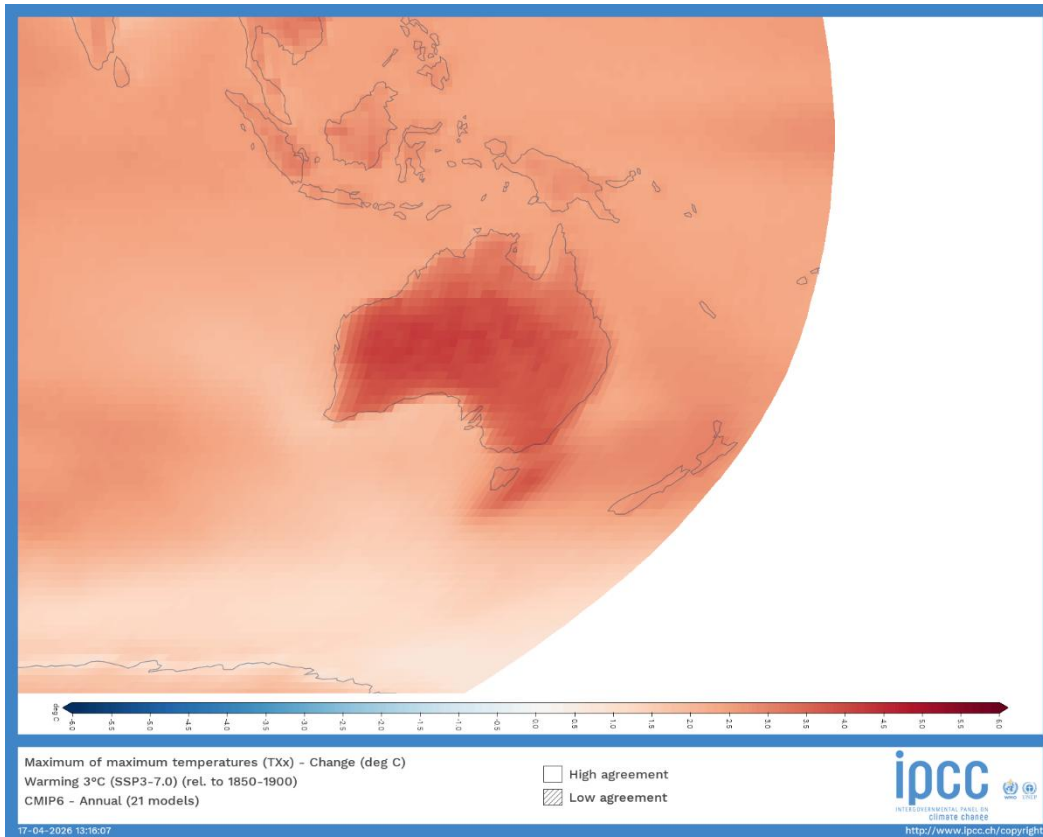 deg C
-6.0 -5.5 -5.0 -4.5 -4.0 -3.5 -3.0 -2.5 -2.0 -1.5 -1.0 -0.5 0.0 0.5 1.0 1.5 2.0 2.5 3.0 3.5 4.0 4.5 5.0 5.5 6.0
Maximum of maximum temperatures (TXx) - Change (deg C)
Warming 3°C (SSP3-7.0) (rel. to 1850-1900)
CMIP6 - Annual (21 models)
High agreement
Low agreement
ipcc
INTERGOVERNMENTAL PANEL ON
climate change
WMO
UNEP
17-04-2026 13:16:07
http://www.ipcc.ch/copyright